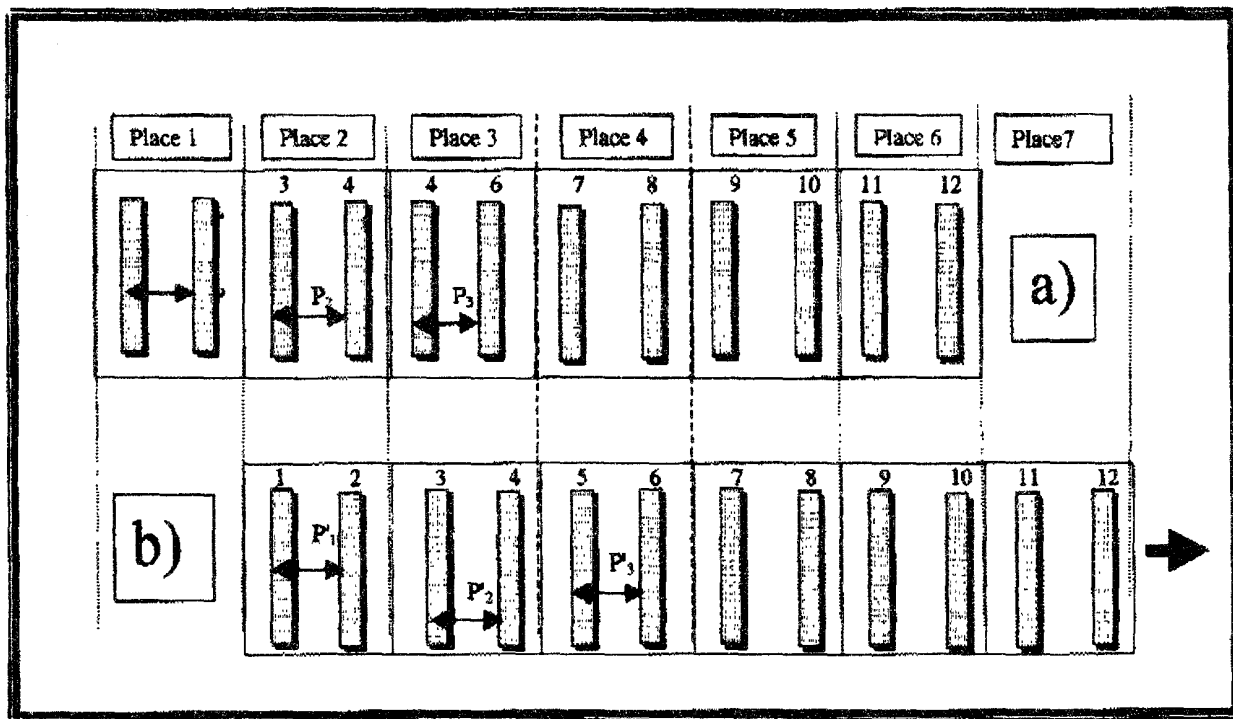 Place 1 Place 2 Place 3 Place 4 Place 5 Place 6 Place7
3 4 4 6 7 8 9 10 11 12
P₂ P₃
a)
1 2 3 4 5 6 7 8 9 10 11 12
P'₁ P'₂ P'₃
b)